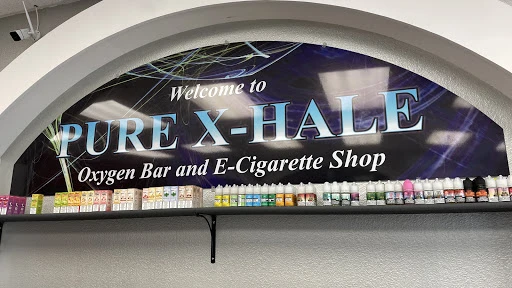 Welcome to
PURE X-HALE
Oxygen Bar and E-Cigarette Shop